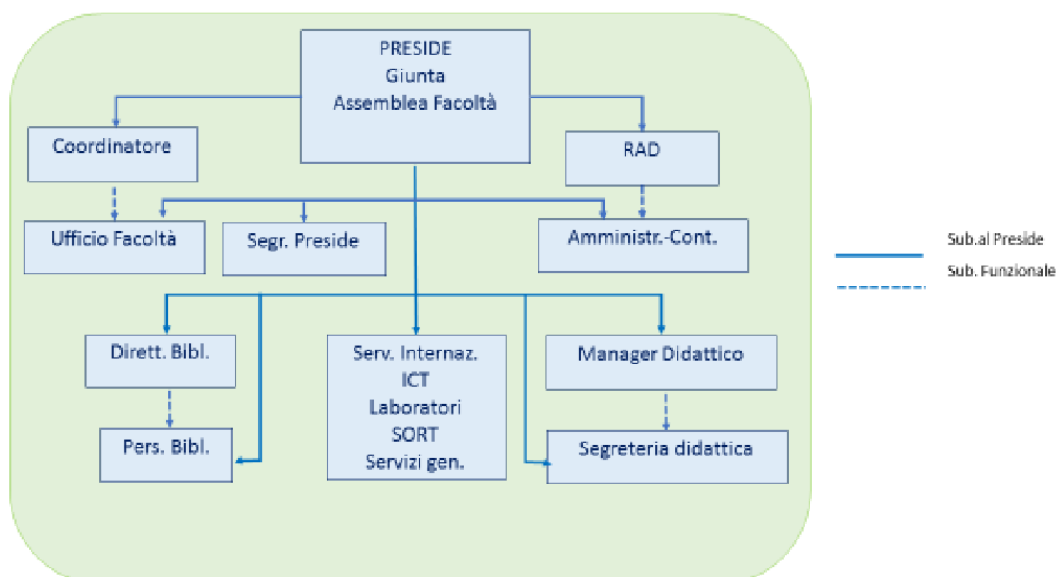 PRESIDE
Giunta
Assemblea Facoltà
Coordinatore
RAD
Ufficio Facoltà
Segr. Preside
Amministr.-Cont.
Sub.al Preside
Sub. Funzionale
Dirett. Bibl.
Serv. Internaz.
ICT
Laboratori
SORT
Servizi gen.
Manager Didattico
Pers. Bibl.
Segreteria didattica